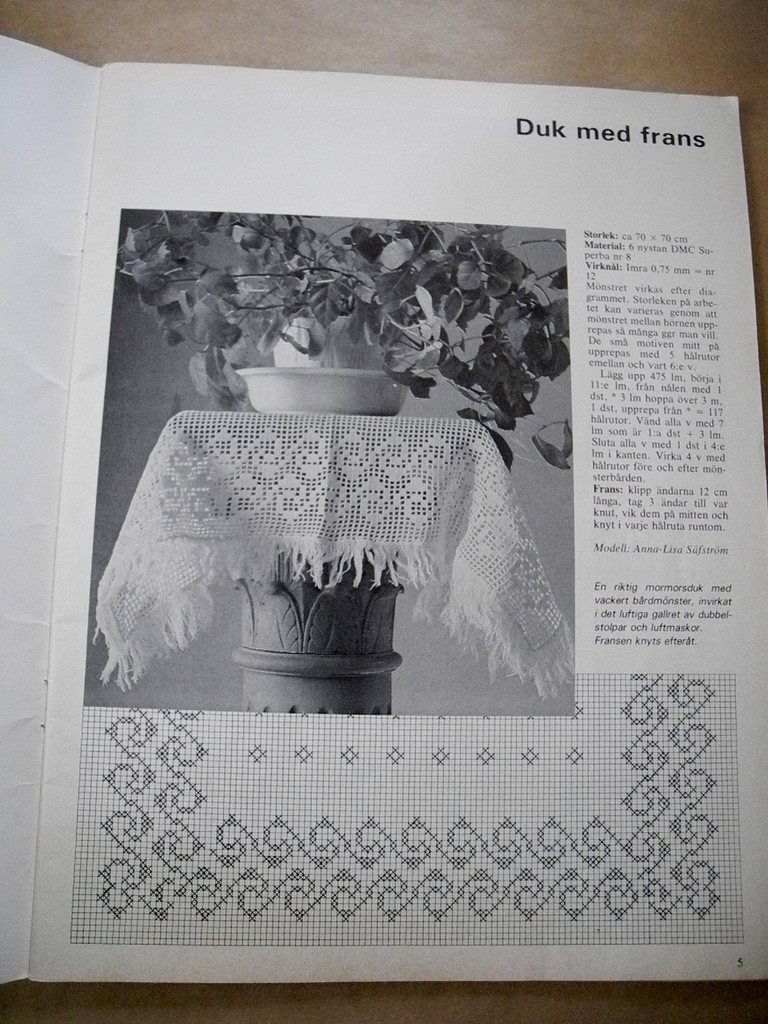 Duk med frans
Storlek: ca 70 × 70 cm
Material: 6 nystan DMC Su-
perba nr 8
Virknål: Imra 0.75 mm = nr
12
Mönstret virkas efter dia-
grammet. Storleken på arbe-
tet kan varieras genom att
mönstret mellan hörnen upp-
repas så många ggr man vill.
De små motiven mitt på
upprepas med 5 hålrutor
emellan och vart 6:e v.
Lägg upp 475 lm, börja i
11:e lm, från nålen med 1
dst, * 3 lm hoppa över 3 m,
1 dst, upprepa från * = 117
hålrutor. Vänd alla v med 7
lm som är 1:a dst + 3 lm.
Sluta alla v med 1 dst i 4:e
lm i kanten. Virka 4 v med
hålrutor före och efter mön-
sterbården.
Frans: klipp ändarna 12 cm
långa, tag 3 ändar till var
knut, vik dem på mitten och
knyt i varje hålruta runtom.
Modell: Anna-Lisa Säfström
En riktig mormorsduk med
vackert bårdmönster, invirkat
i det luftiga gallret av dubbel-
stolpar och luftmaskor.
Fransen knyts efteråt.
5